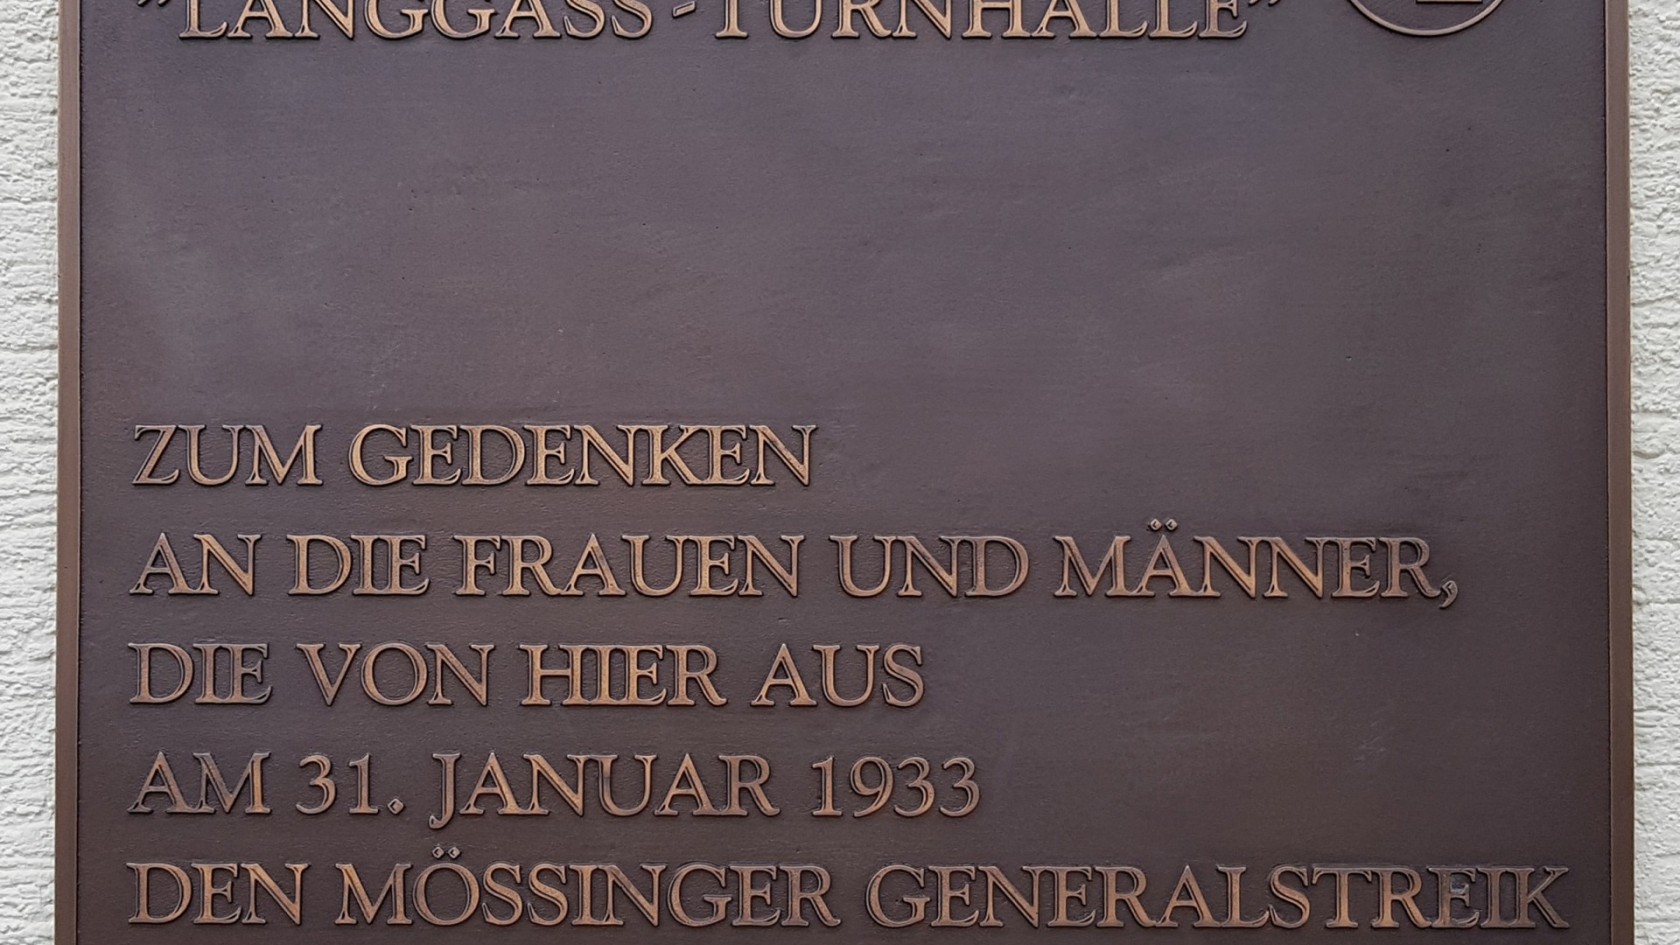 "LANGGASS-TURNHALLE"
ZUM GEDENKEN
AN DIE FRAUEN UND MÄNNER,
DIE VON HIER AUS
AM 31. JANUAR 1933
DEN MÖSSINGER GENERALSTREIK